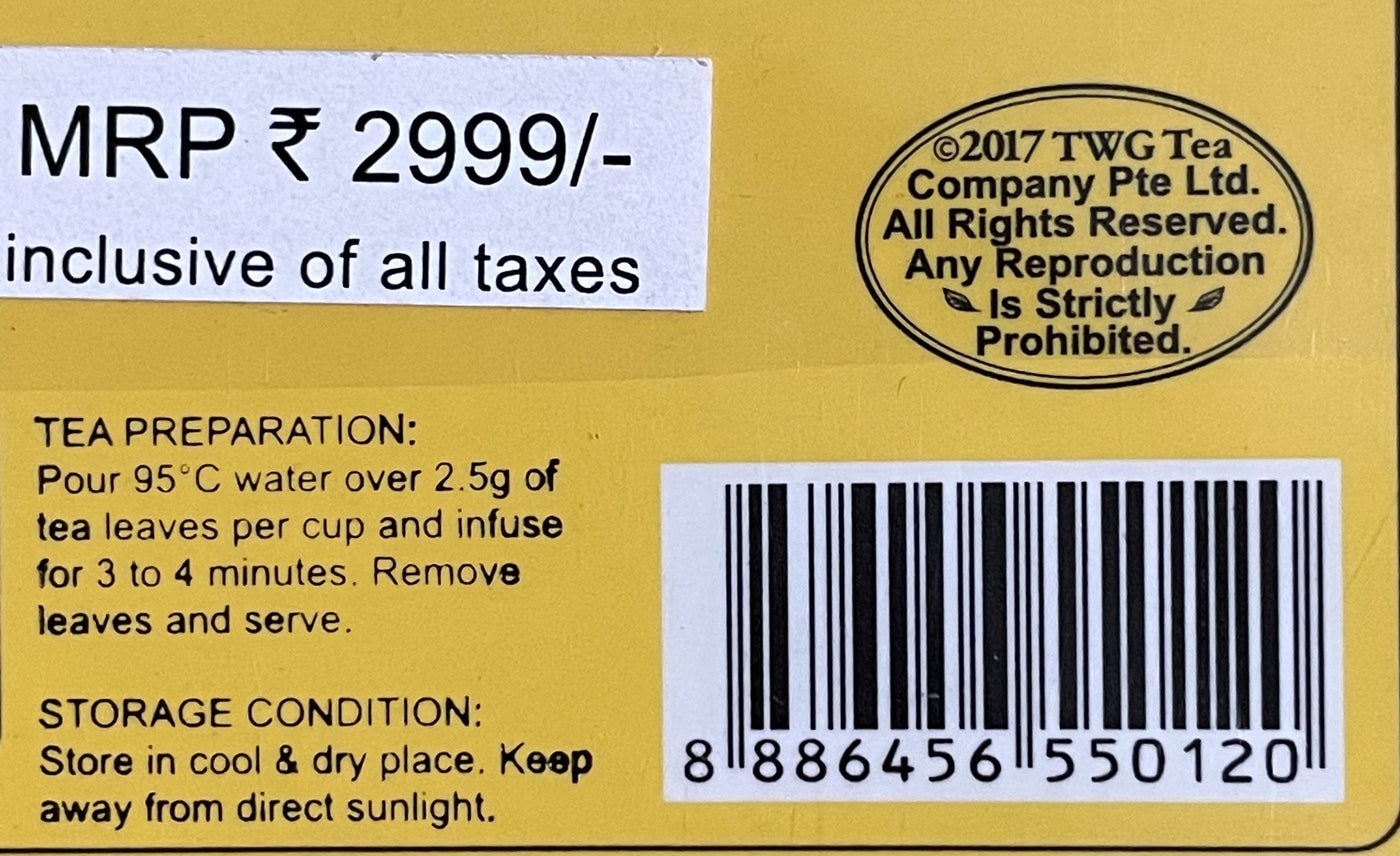 MRP ₹ 2999/-
inclusive of all taxes
©2017 TWG Tea
Company Pte Ltd.
All Rights Reserved.
Any Reproduction
Is Strictly
Prohibited.
TEA PREPARATION:
Pour 95°C water over 2.5g of
tea leaves per cup and infuse
for 3 to 4 minutes. Remove
leaves and serve.
STORAGE CONDITION:
Store in cool & dry place. Keep
away from direct sunlight.
8 886456 550120